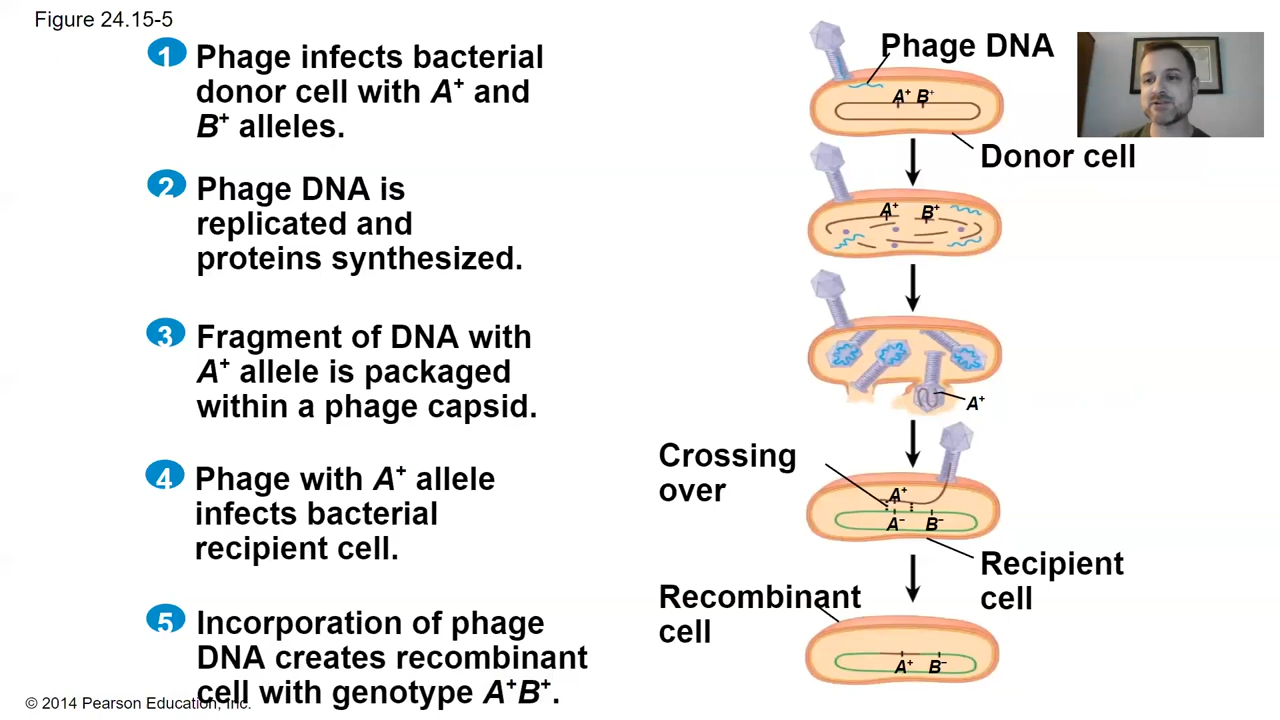 Figure 24.15-5
1 Phage infects bacterial
donor cell with A⁺ and
B⁺ alleles.
2 Phage DNA is
replicated and
proteins synthesized.
3 Fragment of DNA with
A⁺ allele is packaged
within a phage capsid.
4 Phage with A⁺ allele
infects bacterial
recipient cell.
5 Incorporation of phage
DNA creates recombinant
cell with genotype A⁺B⁺.
© 2014 Pearson Education, Inc.
Phage DNA
A⁺ B⁺
Donor cell
A⁺ B⁺
A⁺
Crossing
over
A⁺
A⁻ B⁻
Recipient
cell
Recombinant
cell
A⁺ B⁻